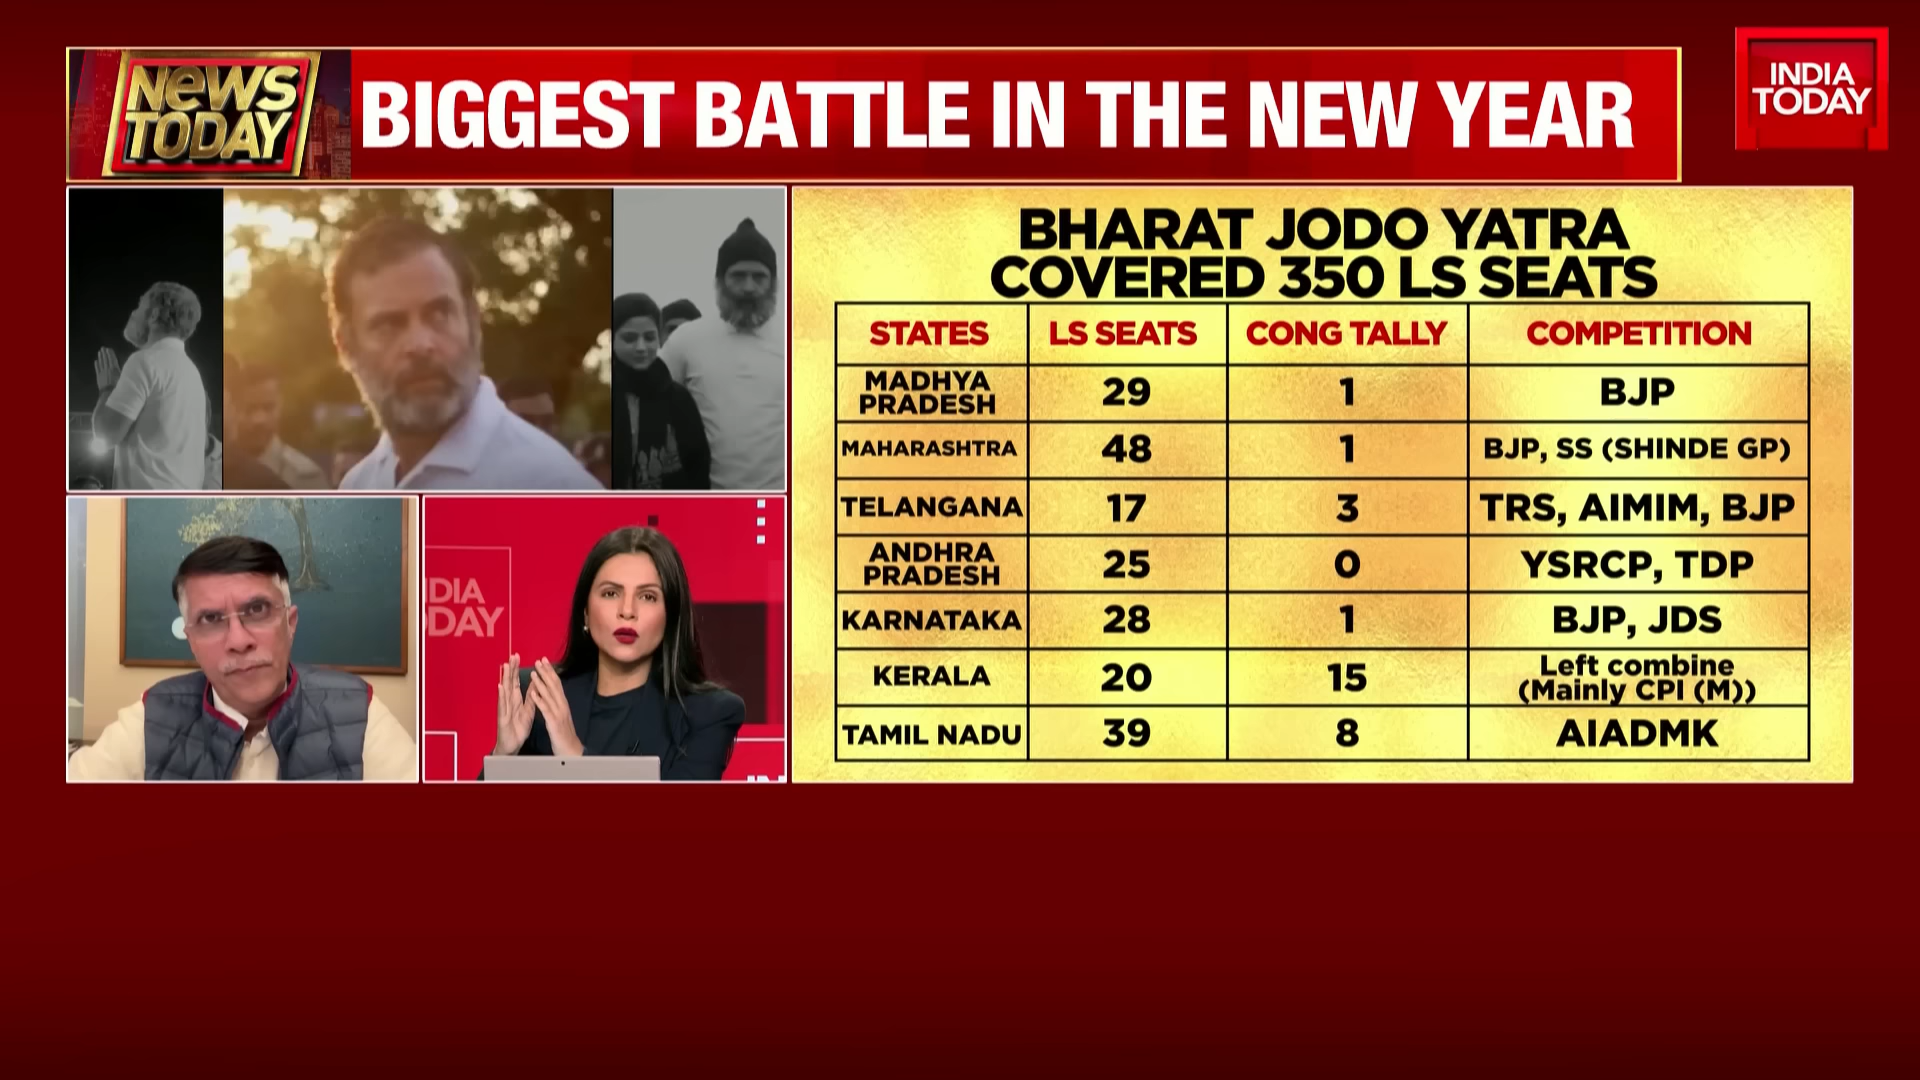 NEWS
TODAY
BIGGEST BATTLE IN THE NEW YEAR
INDIA
TODAY
BHARAT JODO YATRA
COVERED 350 LS SEATS
STATES LS SEATS CONG TALLY COMPETITION
MADHYA
PRADESH 29 1 BJP
MAHARASHTRA 48 1 BJP, SS (SHINDE GP)
TELANGANA 17 3 TRS, AIMIM, BJP
ANDHRA
PRADESH 25 0 YSRCP, TDP
KARNATAKA 28 1 BJP, JDS
KERALA 20 15 Left combine
(Mainly CPI (M))
TAMIL NADU 39 8 AIADMK
DIA
DAY